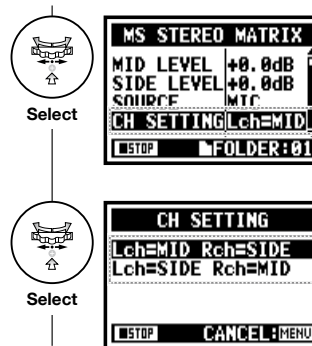 MS STEREO MATRIX
MID LEVEL +0.0dB
SIDE LEVEL +0.0dB
SOURCE MIC
CH SETTING Lch=MID
STOP FOLDER:01
Select
CH SETTING
Lch=MID Rch=SIDE
Lch=SIDE Rch=MID
STOP CANCEL:MENU
Select